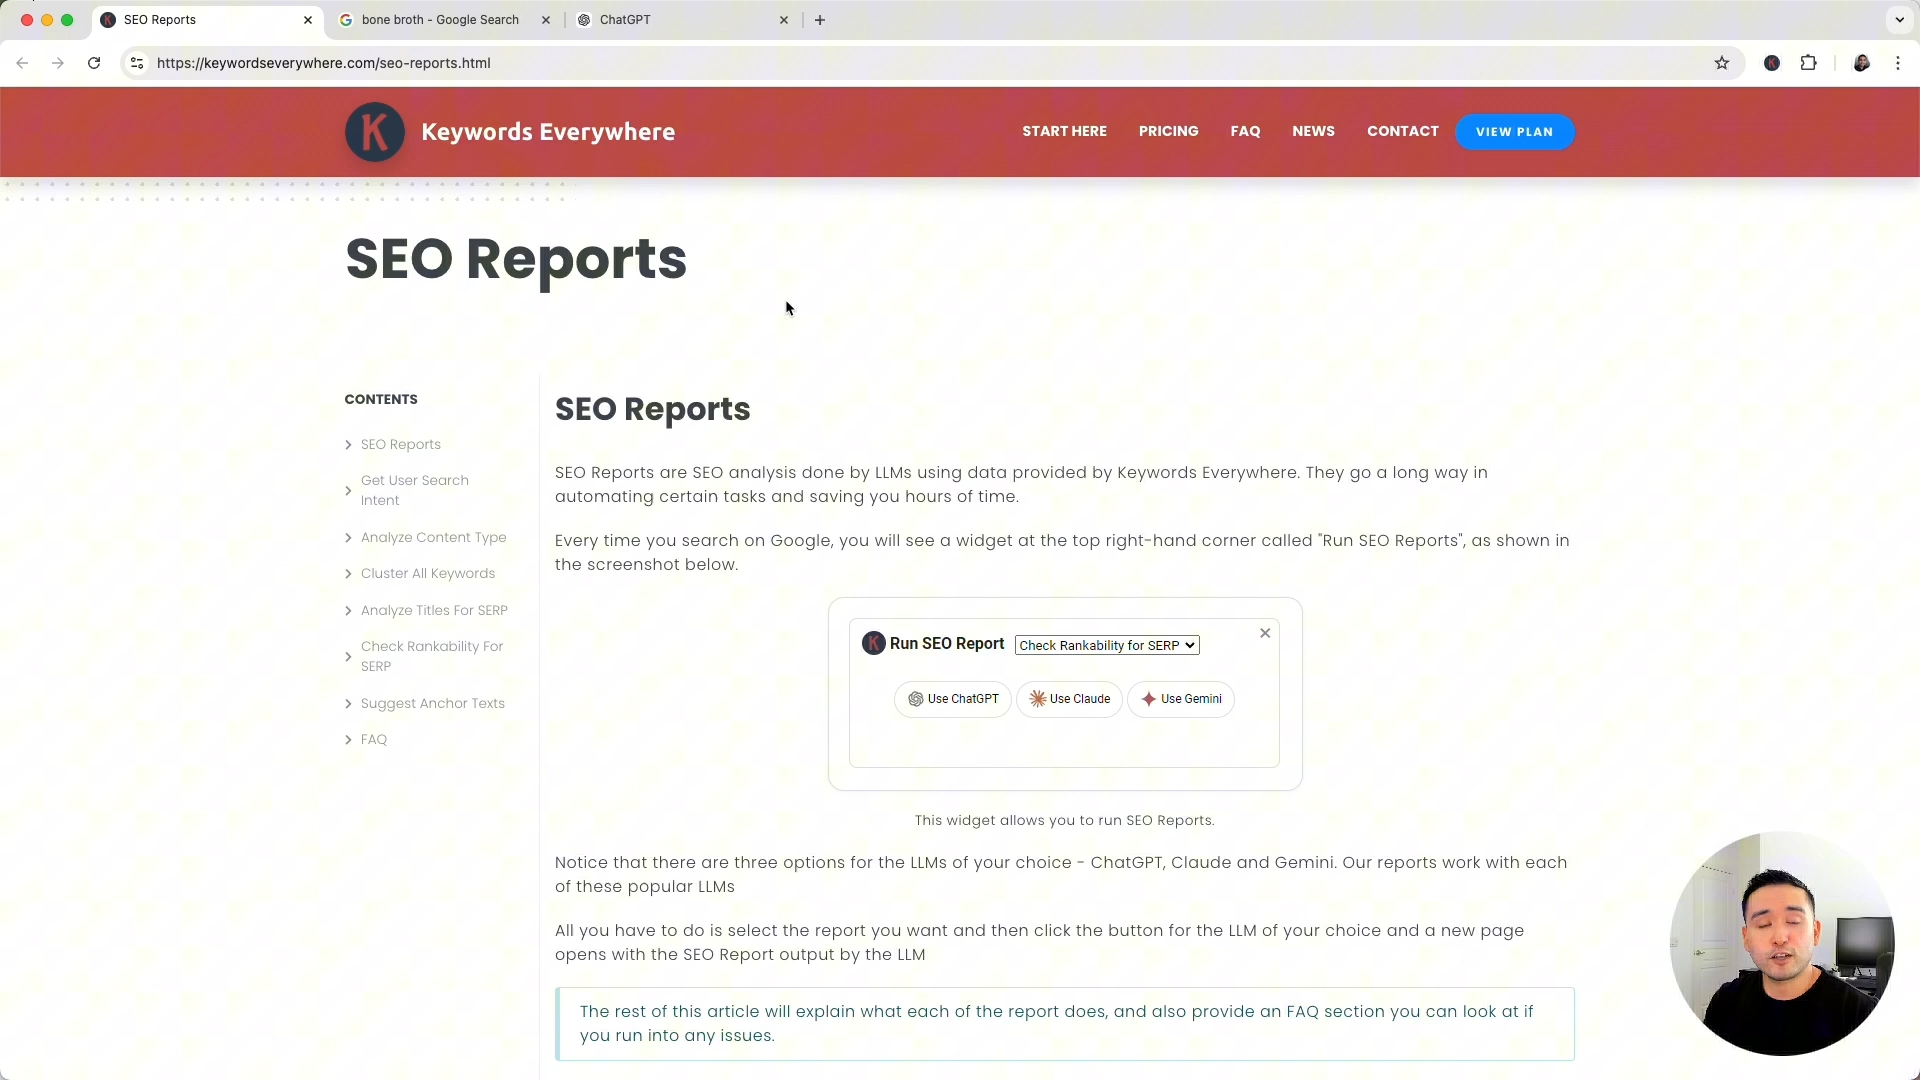 SEO Reports
bone broth - Google Search
ChatGPT
https://keywordseverywhere.com/seo-reports.html
K Keywords Everywhere
START HERE
PRICING
FAQ
NEWS
CONTACT
VIEW PLAN
SEO Reports
CONTENTS
SEO Reports
Get User Search
Intent
Analyze Content Type
Cluster All Keywords
Analyze Titles For SERP
Check Rankability For
SERP
Suggest Anchor Texts
FAQ
SEO Reports
SEO Reports are SEO analysis done by LLMs using data provided by Keywords Everywhere. They go a long way in
automating certain tasks and saving you hours of time.
Every time you search on Google, you will see a widget at the top right-hand corner called "Run SEO Reports", as shown in
the screenshot below.
K Run SEO Report Check Rankability for SERP
Use ChatGPT
Use Claude
Use Gemini
This widget allows you to run SEO Reports.
Notice that there are three options for the LLMs of your choice - ChatGPT, Claude and Gemini. Our reports work with each
of these popular LLMs
All you have to do is select the report you want and then click the button for the LLM of your choice and a new page
opens with the SEO Report output by the LLM
The rest of this article will explain what each of the report does, and also provide an FAQ section you can look at if
you run into any issues.